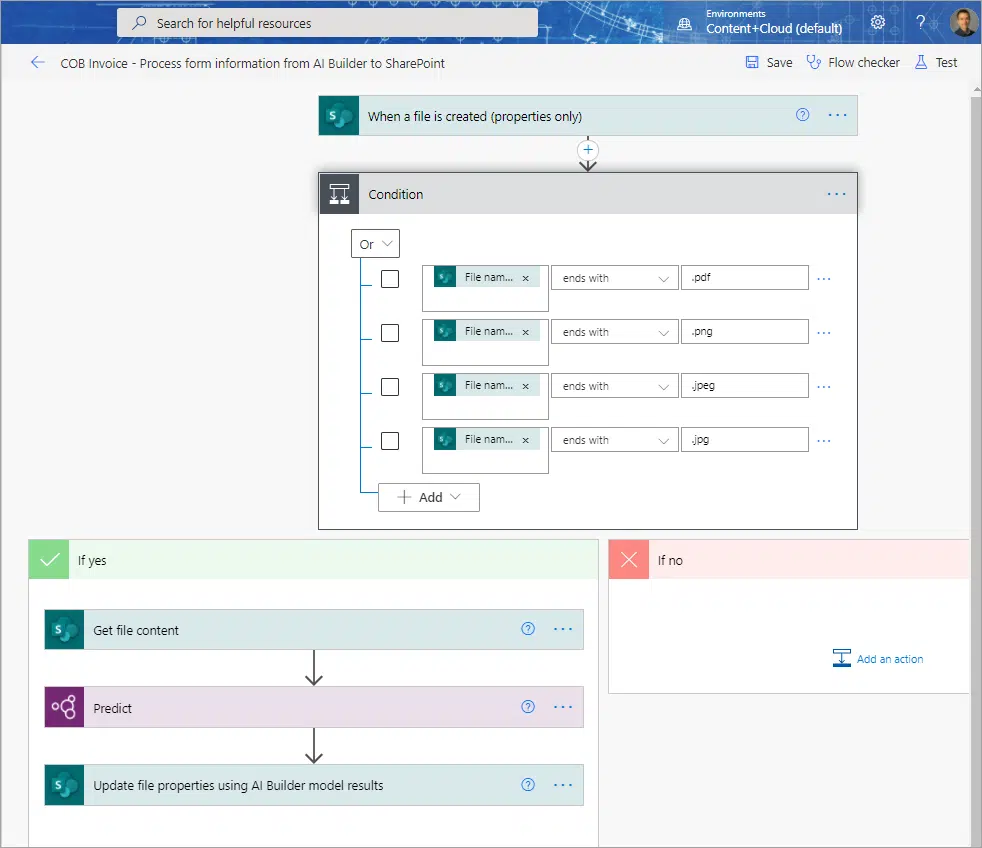 Search for helpful resources
Environments
Content+Cloud (default)
?
COB Invoice - Process form information from AI Builder to SharePoint
Save
Flow checker
Test
S
When a file is created (properties only)
?
...
+
Condition
...
Or
S
File nam...
×
ends with
.pdf
...
S
File nam...
×
ends with
.png
...
S
File nam...
×
ends with
.jpeg
...
S
File nam...
×
ends with
.jpg
...
+ Add
If yes
If no
S
Get file content
?
...
Add an action
Predict
?
...
S
Update file properties using AI Builder model results
?
...